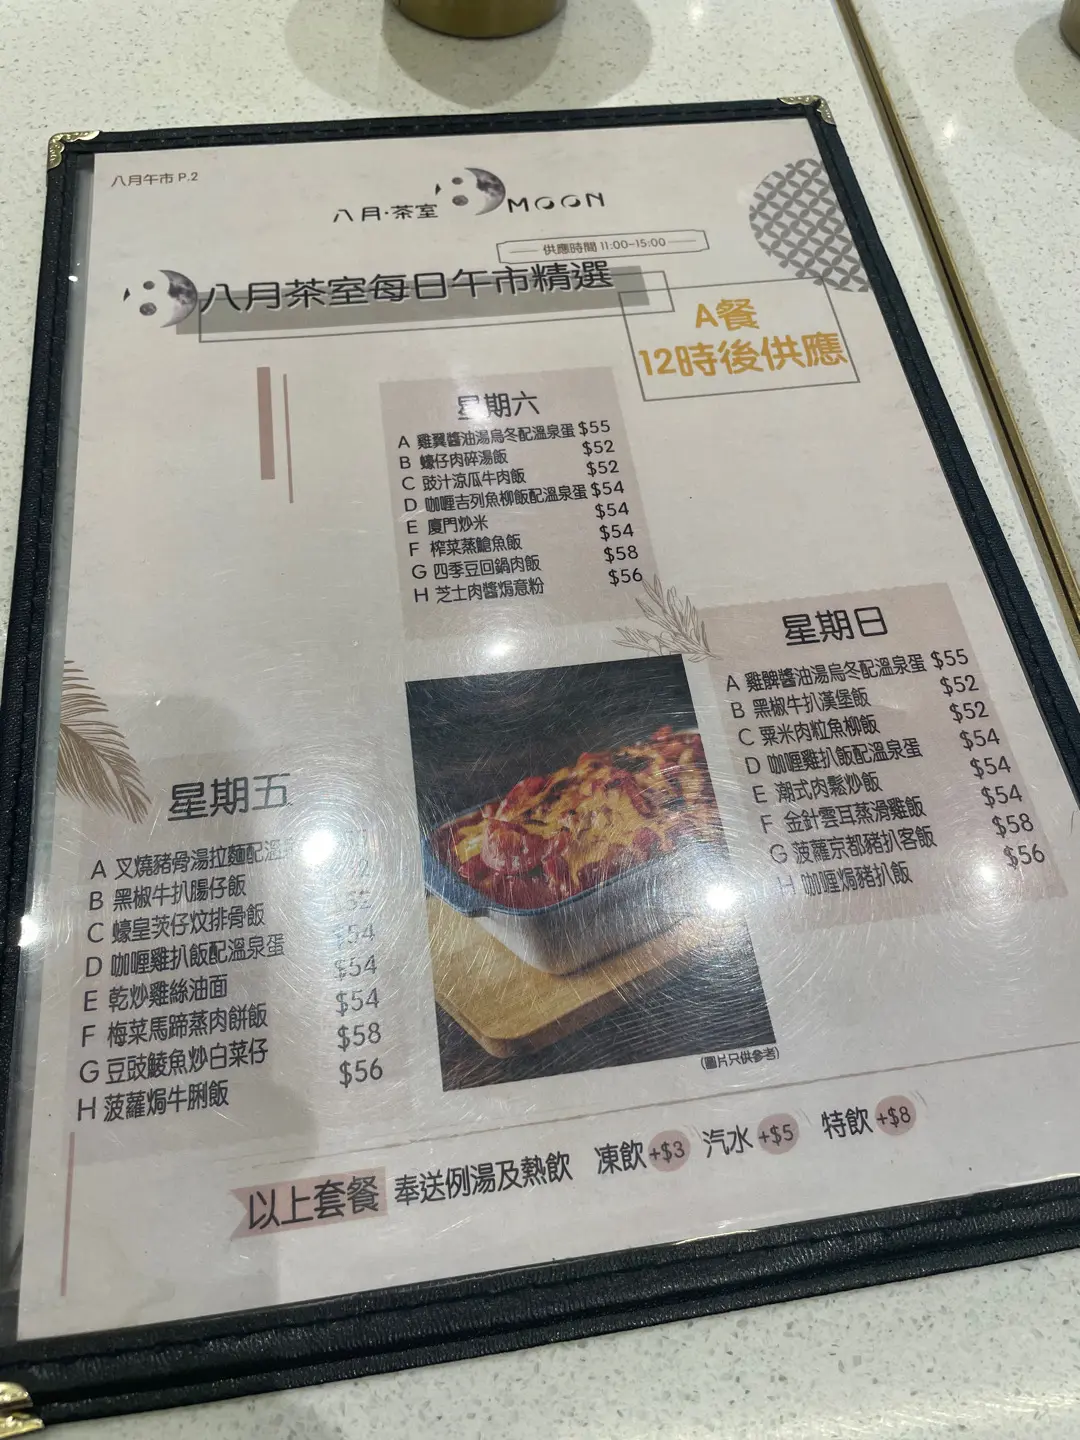 八月午市 P.2
八月·茶室 MOON
供應時間 11:00-15:00
八月茶室每日午市精選
A餐
12時後供應
星期六
A 雞翼醬油湯烏冬配溫泉蛋 $55
B 蠔仔肉碎湯飯 $52
C 豉汁涼瓜牛肉飯 $52
D 咖喱吉列魚柳飯配溫泉蛋 $54
E 廈門炒米 $54
F 榨菜蒸鯇魚飯 $54
G 四季豆回鍋肉飯 $58
H 芝士肉醬焗意粉 $56
星期日
A 雞髀醬油湯烏冬配溫泉蛋 $55
B 黑椒牛扒漢堡飯 $52
C 粟米肉粒魚柳飯 $52
D 咖喱雞扒飯配溫泉蛋 $54
E 潮式肉鬆炒飯 $54
F 金針雲耳蒸滑雞飯 $54
G 菠蘿京都豬扒客飯 $58
H 咖喱焗豬扒飯 $56
星期五
A 叉燒豬骨湯拉麵配溫
B 黑椒牛扒腸仔飯
C 蠔皇茨仔炆排骨飯 $52
D 咖喱雞扒飯配溫泉蛋 $54
E 乾炒雞絲油面 $54
F 梅菜馬蹄蒸肉餅飯 $54
G 豆豉鯪魚炒白菜仔 $58
H 菠蘿焗牛脷飯 $56
(圖片只供參考)
以上套餐 奉送例湯及熱飲 凍飲+$3 汽水+$5 特飲+$8